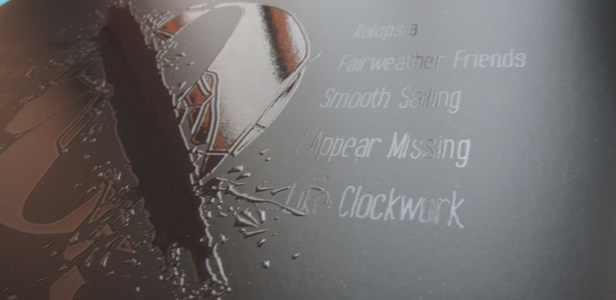 Kalopsia
Fairweather Friends
Smooth Sailing
I Appear Missing
Like Clockwork